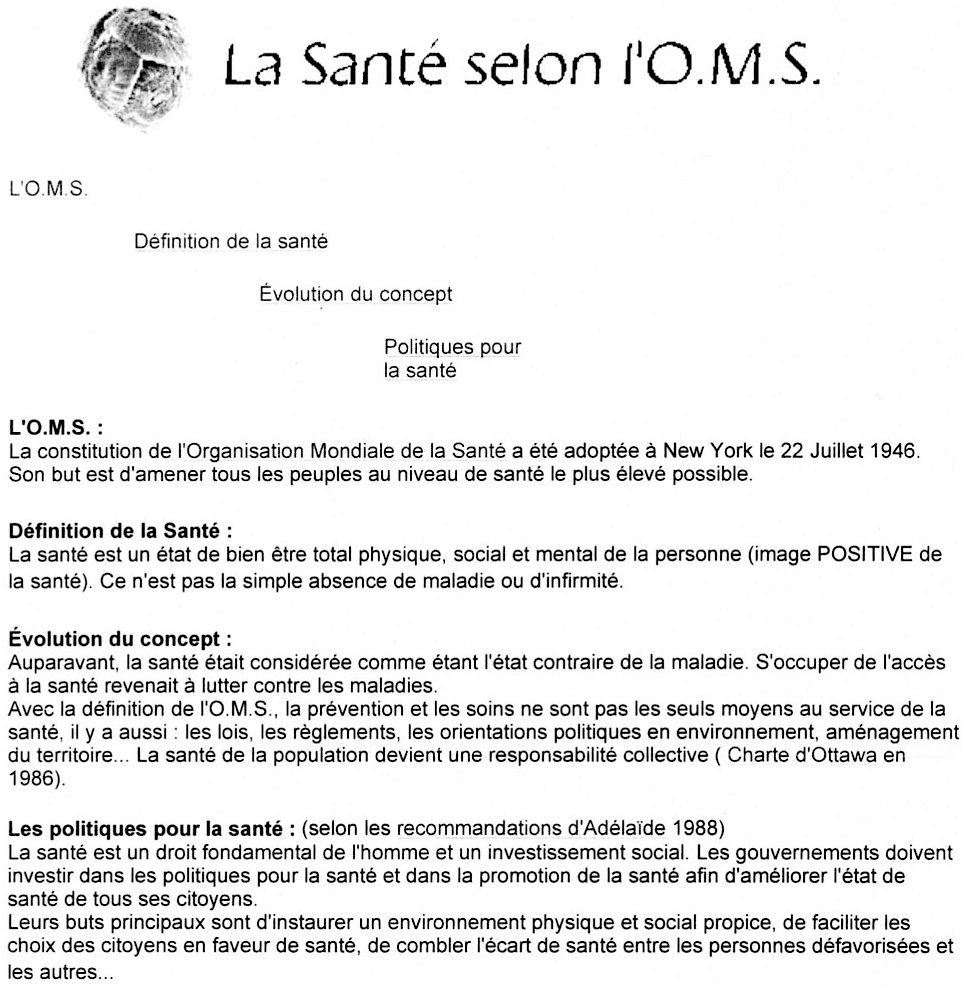 La Santé selon l'O.M.S.
L'O.M.S.
Définition de la santé
Évolution du concept
Politiques pour
la santé
L'O.M.S. :
La constitution de l'Organisation Mondiale de la Santé a été adoptée à New York le 22 Juillet 1946.
Son but est d'amener tous les peuples au niveau de santé le plus élevé possible.
Définition de la Santé :
La santé est un état de bien être total physique, social et mental de la personne (image POSITIVE de
la santé). Ce n'est pas la simple absence de maladie ou d'infirmité.
Évolution du concept :
Auparavant, la santé était considérée comme étant l'état contraire de la maladie. S'occuper de l'accès
à la santé revenait à lutter contre les maladies.
Avec la définition de l'O.M.S., la prévention et les soins ne sont pas les seuls moyens au service de la
santé, il y a aussi : les lois, les règlements, les orientations politiques en environnement, aménagement
du territoire... La santé de la population devient une responsabilité collective ( Charte d'Ottawa en
1986).
Les politiques pour la santé : (selon les recommandations d'Adélaïde 1988)
La santé est un droit fondamental de l'homme et un investissement social. Les gouvernements doivent
investir dans les politiques pour la santé et dans la promotion de la santé afin d'améliorer l'état de
santé de tous ses citoyens.
Leurs buts principaux sont d'instaurer un environnement physique et social propice, de faciliter les
choix des citoyens en faveur de santé, de combler l'écart de santé entre les personnes défavorisées et
les autres...